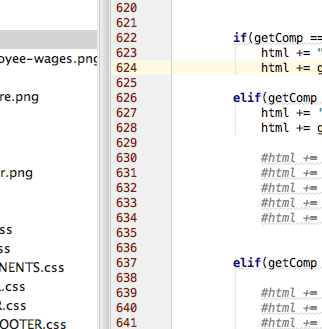 620
621
622 if(getComp ==
623 html += "
624 html += g
625
626 elif(getComp
627 html += '
628 html += g
629
630 #html +=
631 #html +=
632 #html +=
633 #html +=
634 #html +=
635
636
637 elif(getComp
638
639 #html +=
640 #html +=
641 #html +=
oyee-wages.png
re.png
r.png
ss
ss
NENTS.css
.css
R.css
OOTER.css